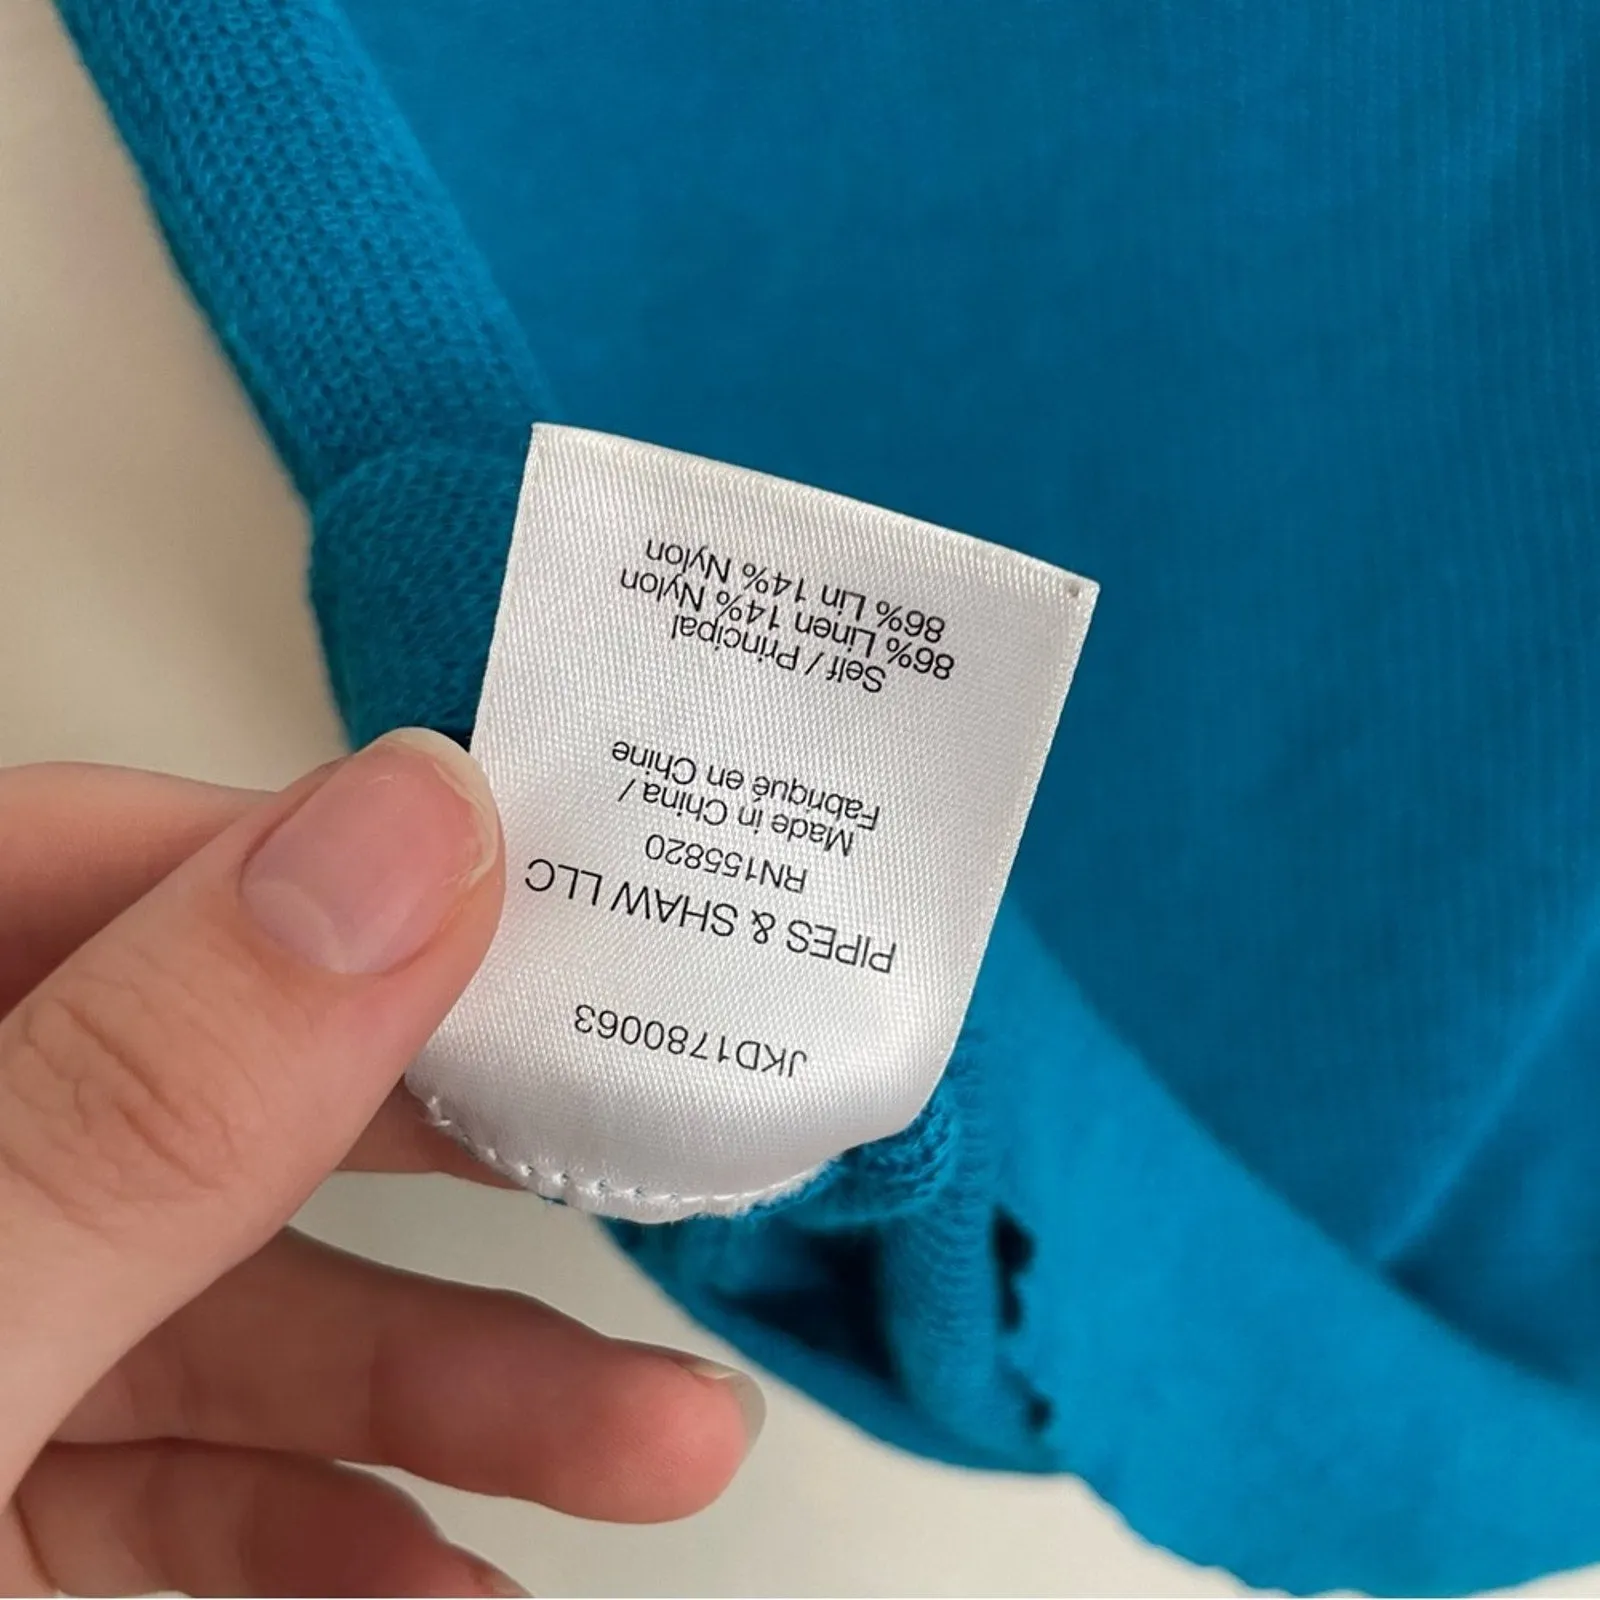 JKD1780063
PIPES & SHAW LLC
RN155820
Made in China /
Fabriqué en Chine
Self / Principal
86% Linen 14% Nylon
86% Lin 14% Nylon